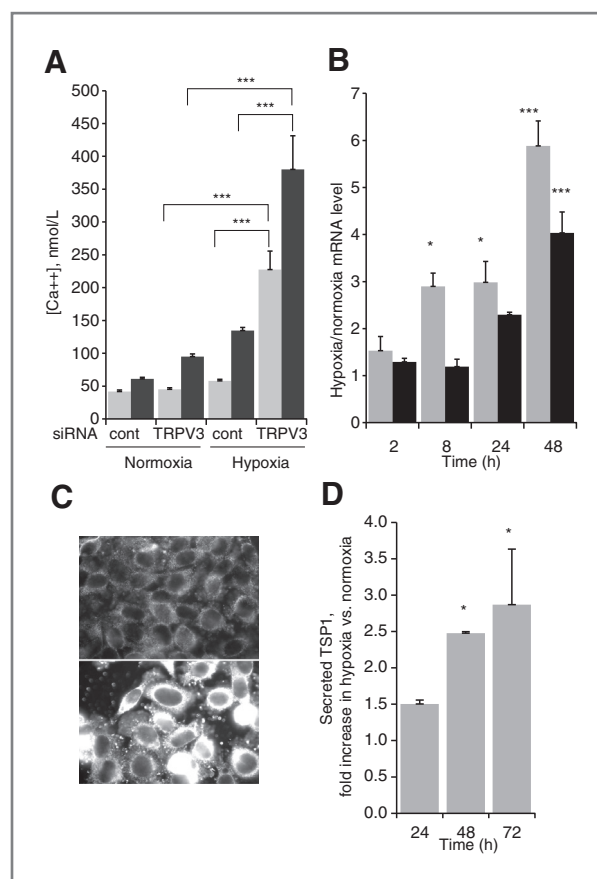 A
500
450
400
350
300
250
200
150
100
50
0
[Ca++], nmol/L
***
***
***
***
siRNA cont TRPV3 cont TRPV3
Normoxia Hypoxia
B
7
6
5
4
3
2
1
0
Hypoxia/normoxia mRNA level
*
*
***
***
2 8 24 48
Time (h)
C
D
4.0
3.5
3.0
2.5
2.0
1.5
1.0
0.5
0.0
Secreted TSP1,
fold increase in hypoxia vs. normoxia
*
*
24 48 72
Time (h)